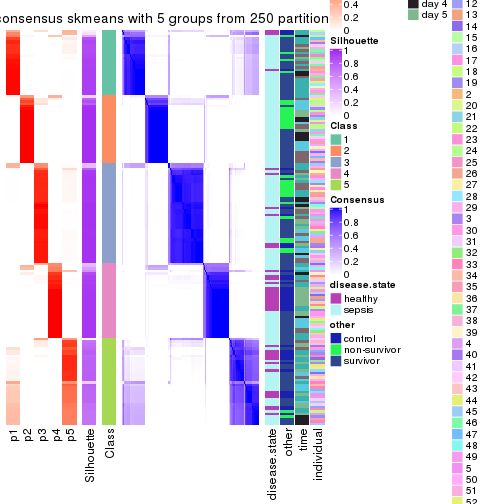 consensus skmeans with 5 groups from 250 partition
0.4
0.2
0
Silhouette
1
0.8
0.6
0.4
0.2
0
Class
1
2
3
4
5
Consensus
1
0.8
0.6
0.4
0.2
0
disease.state
healthy
sepsis
other
control
non-survivor
survivor
day 4
day 5
12
13
14
15
16
17
18
19
2
20
21
22
23
24
25
26
27
28
29
3
30
31
32
33
34
35
36
37
38
39
4
40
41
42
43
44
45
46
47
48
49
5
50
51
52
p1
p2
p3
p4
p5
Silhouette
Class
disease.state
other
time
individual